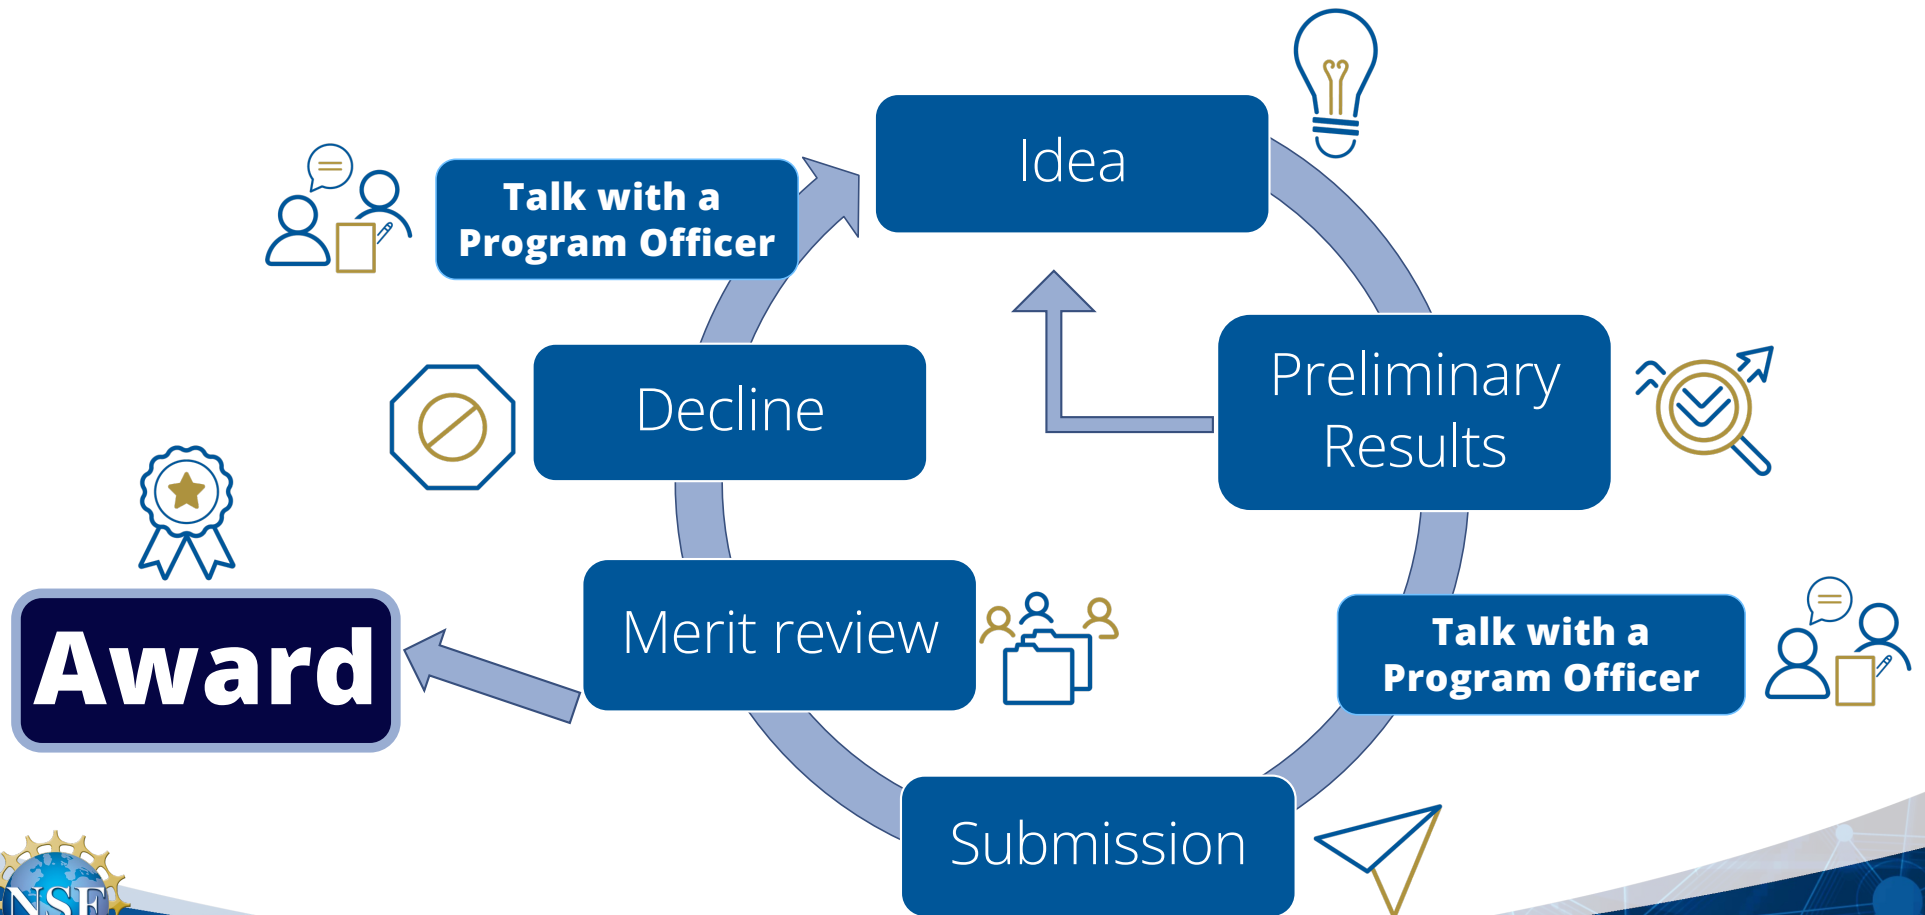 Idea
Talk with a
Program Officer
Preliminary
Results
Decline
Merit review
Award
Talk with a
Program Officer
Submission
NSF